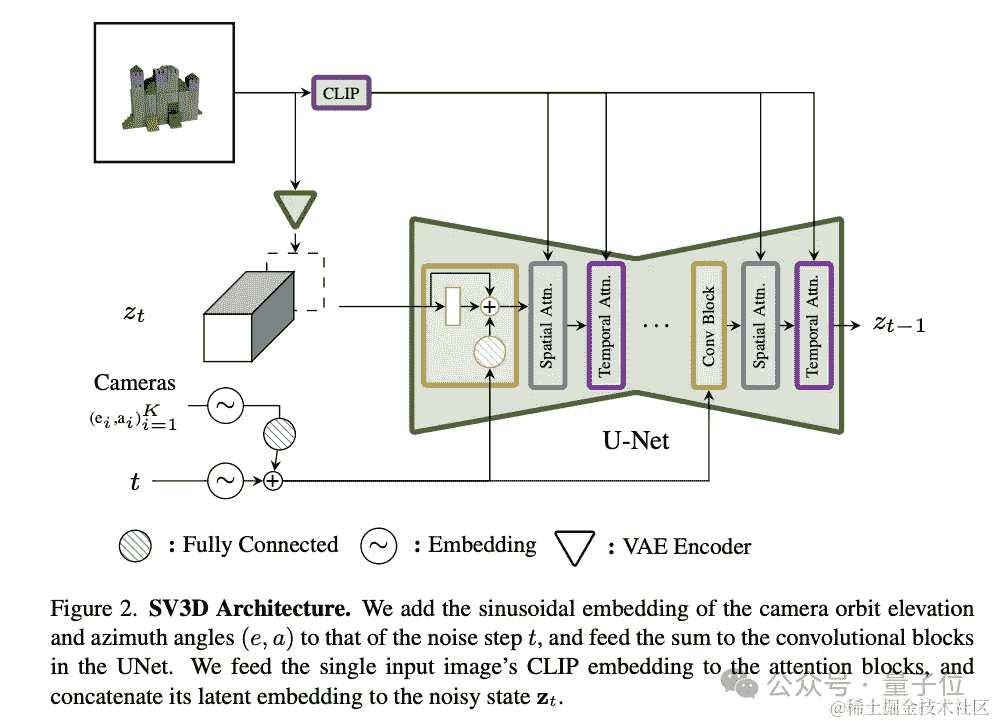 CLIP
z_t
Cameras
(e_i,a_i)_{i=1}^K
t
Spatial Attn.
Temporal Attn.
...
Conv Block
Spatial Attn.
Temporal Attn.
z_{t-1}
U-Net
: Fully Connected
: Embedding
: VAE Encoder
Figure 2. SV3D Architecture. We add the sinusoidal embedding of the camera orbit elevation
and azimuth angles (e, a) to that of the noise step t, and feed the sum to the convolutional blocks
in the UNet. We feed the single input image's CLIP embedding to the attention blocks, and
concatenate its latent embedding to the noisy state z_t.
公众号 · 量子位
@稀土掘金技术社区